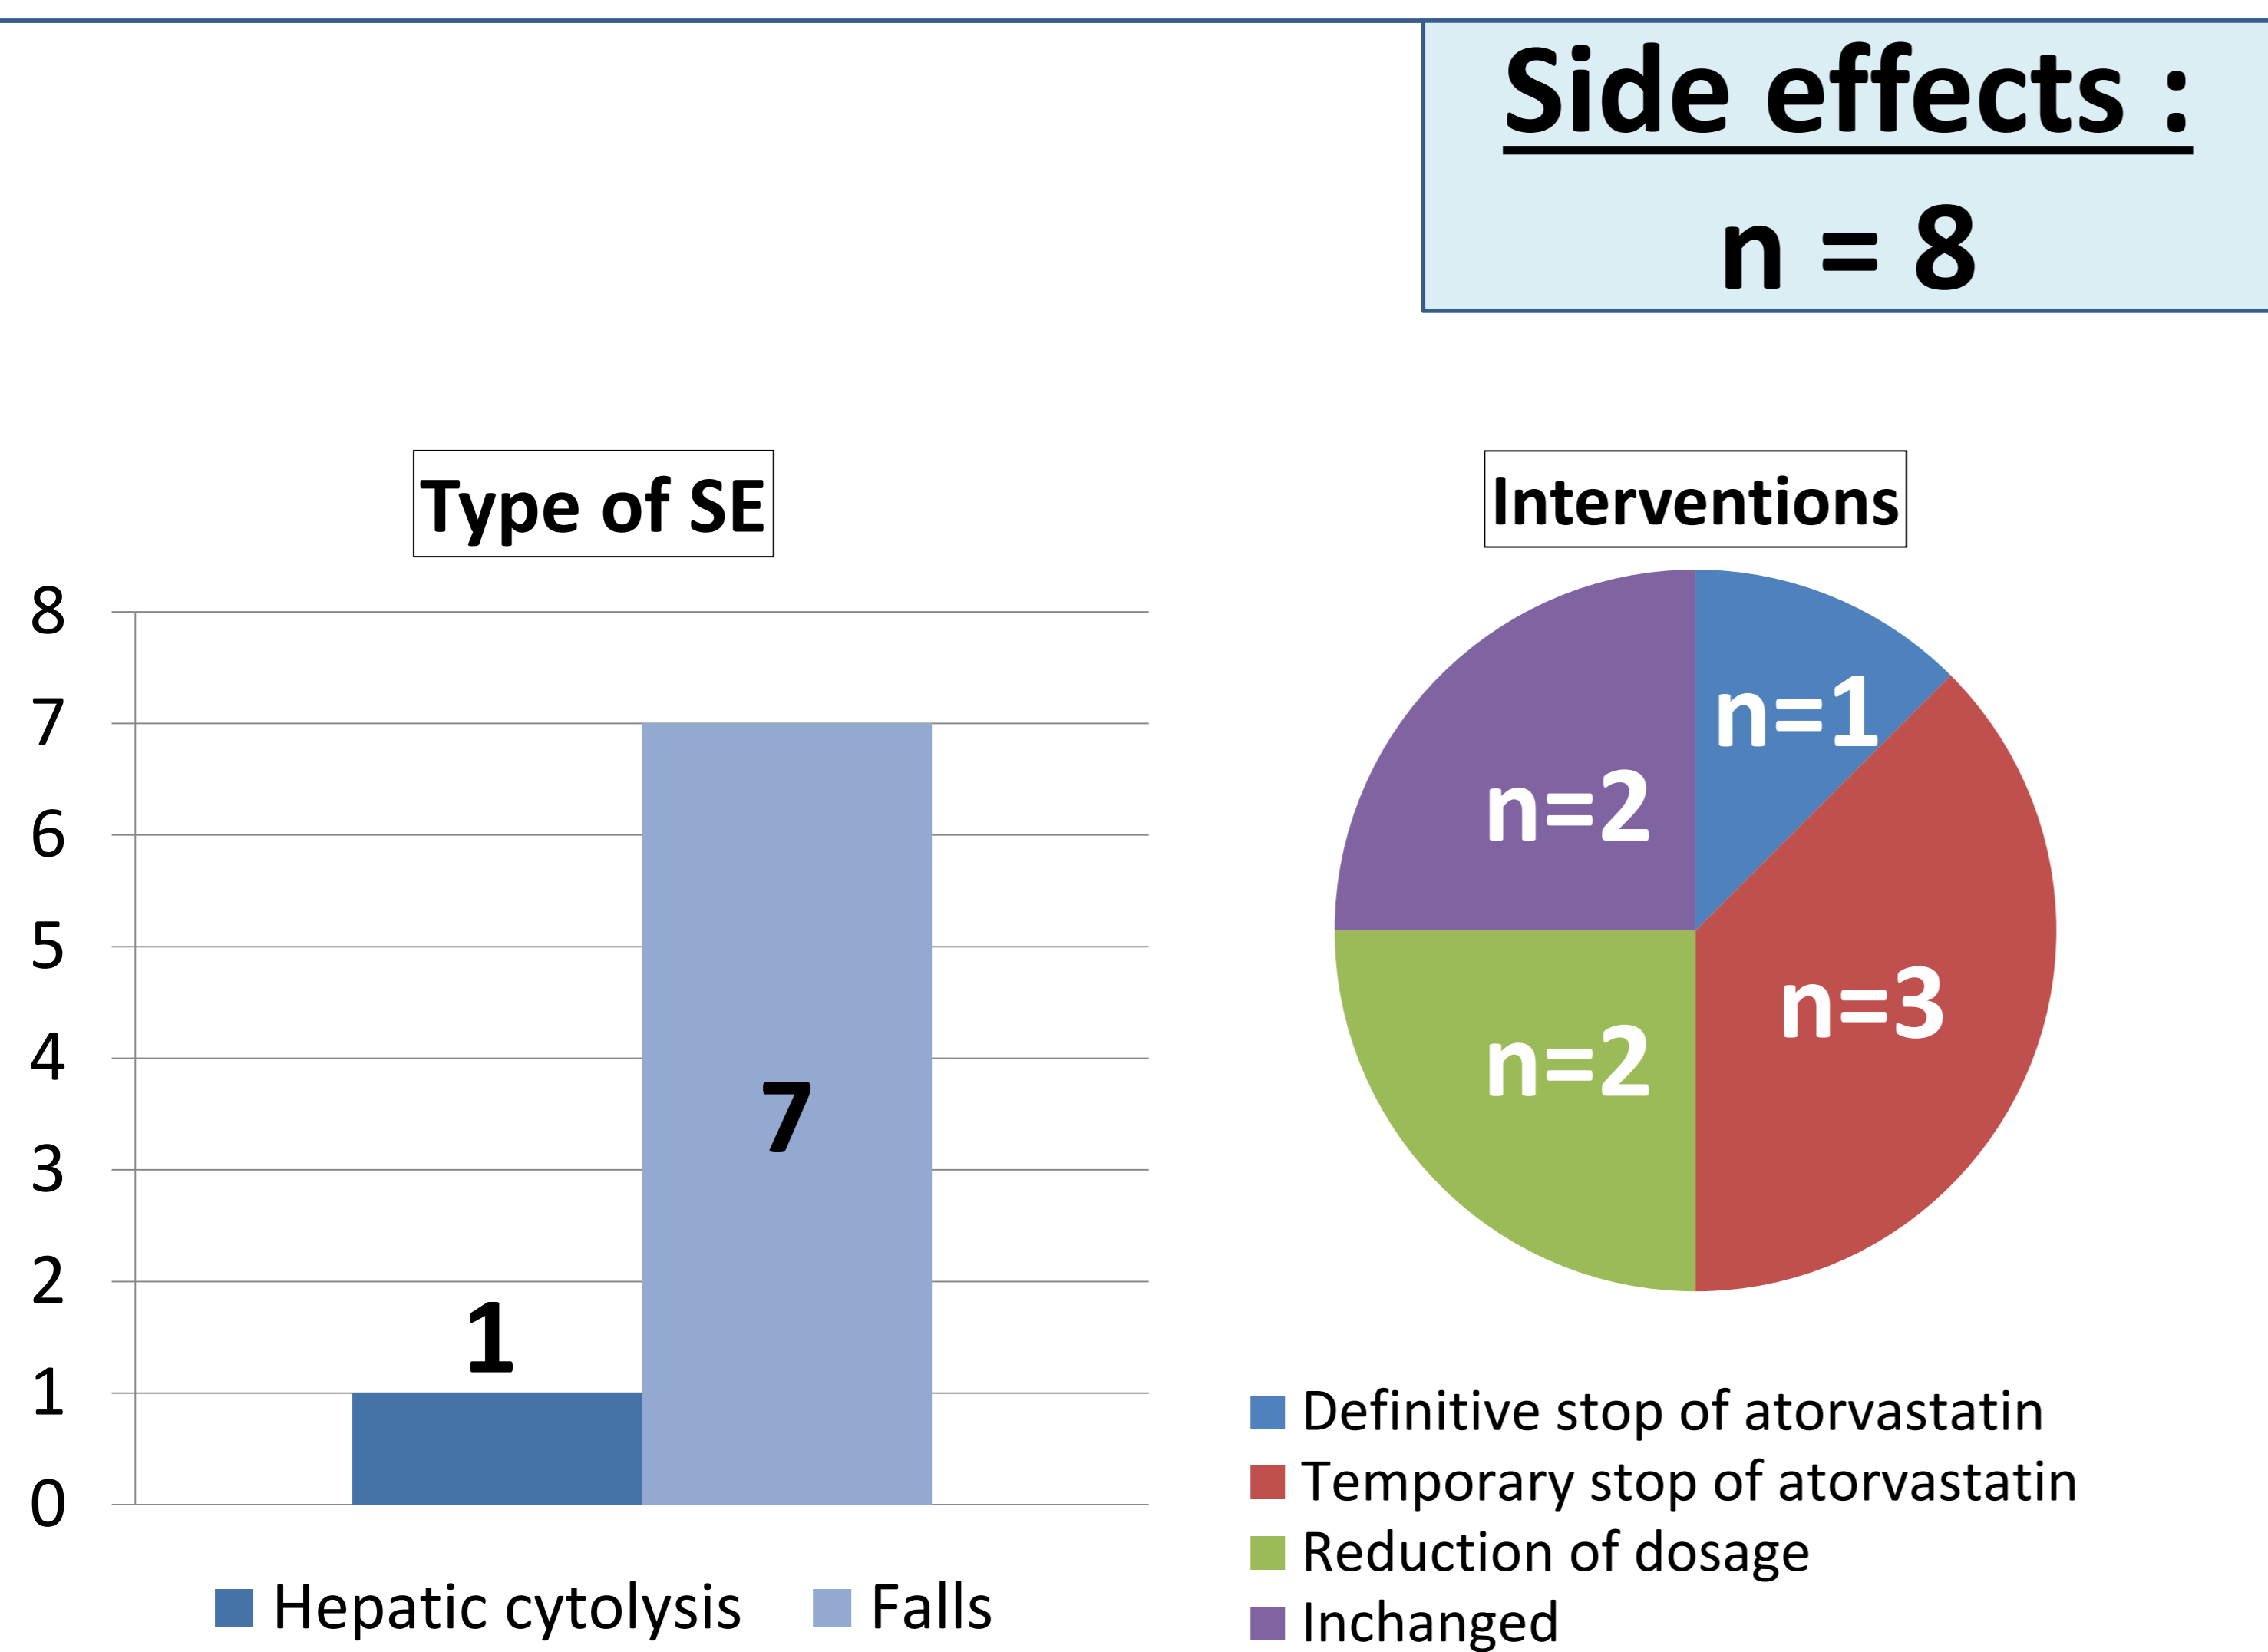 Side effects :
n = 8
Type of SE
8
7
6
5
4
3
2
1
0
1
7
Hepatic cytolysis
Falls
Interventions
n=1
n=2
n=3
n=2
Definitive stop of atorvastatin
Temporary stop of atorvastatin
Reduction of dosage
Inchanged